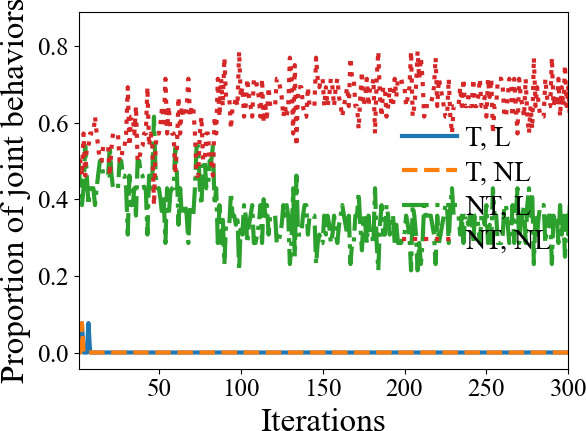 Proportion of joint behaviors
0.8
0.6
0.4
0.2
0.0
T, L
T, NL
NT, L
NT, NL
50
100
150
200
250
300
Iterations